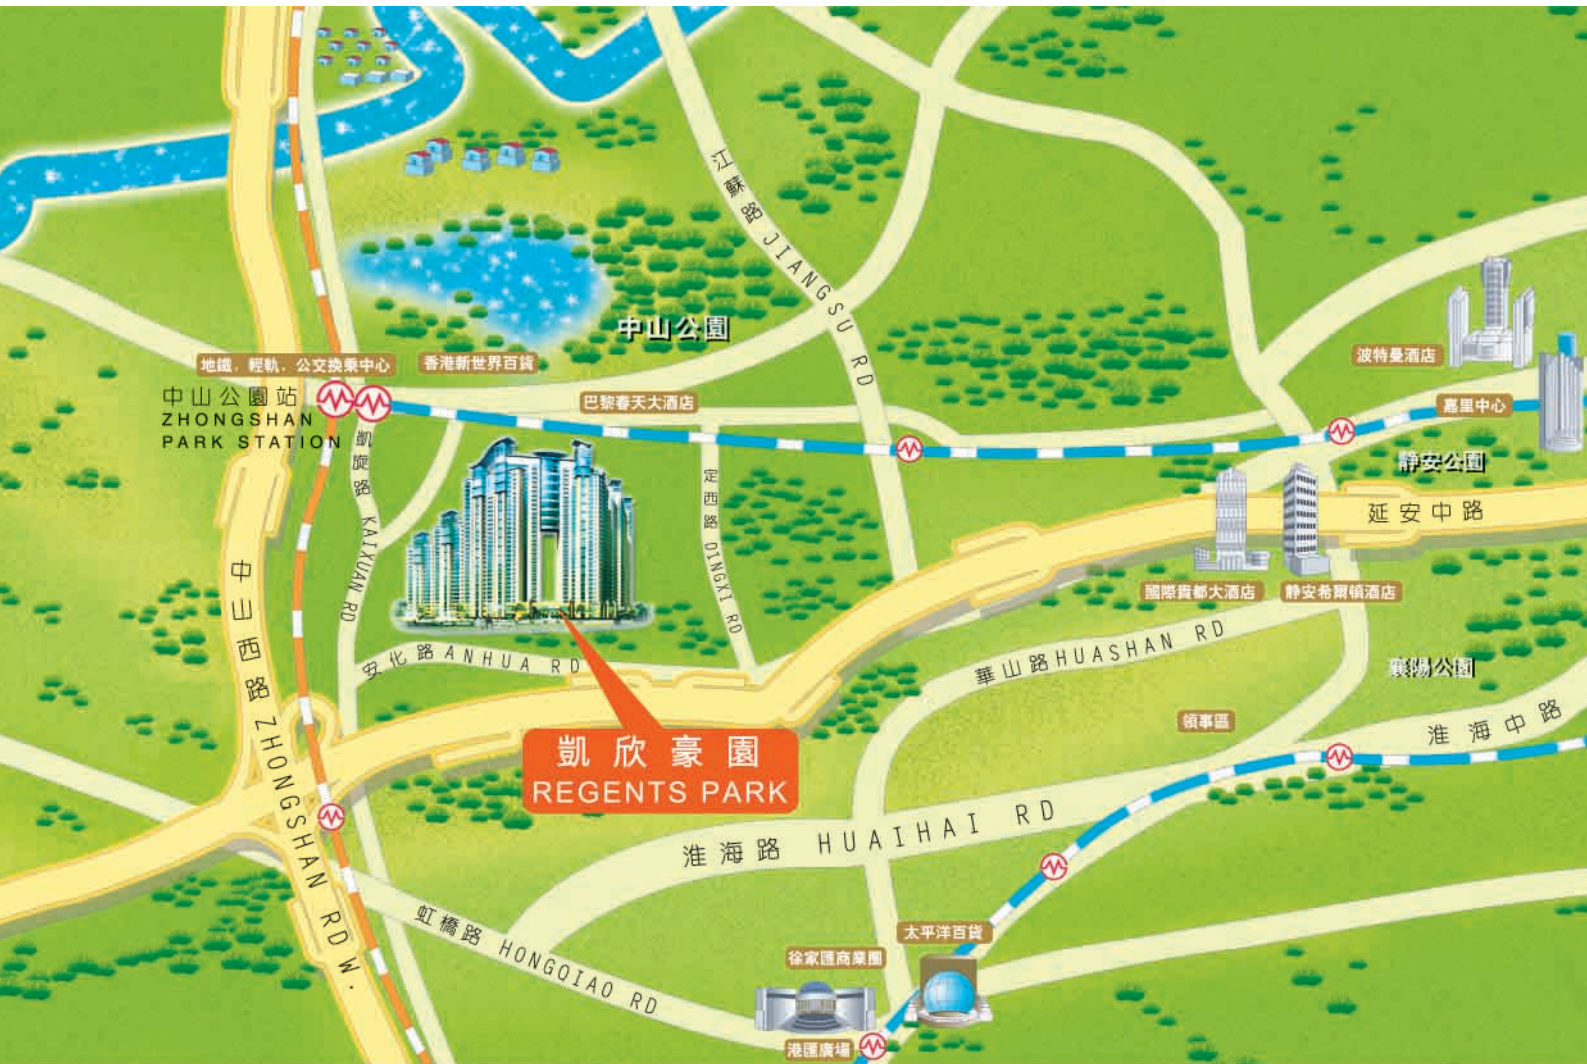 江蘇路 JIANGSU RD
中山公園
地鐵．輕軌．公交換乘中心
香港新世界百貨
波特曼酒店
中山公園站
ZHONGSHAN
PARK STATION
巴黎春天大酒店
嘉里中心
靜安公園
凱旋路 KAIXUAN RD
定西路 DINGXI RD
延安中路
國際貴都大酒店
靜安希爾頓酒店
中山西路 ZHONGSHAN RD W.
安化路 ANHUA RD
華山路 HUASHAN RD
襄陽公園
領事區
淮海中路
凱欣豪園
REGENTS PARK
淮海路 HUAIHAI RD
虹橋路 HONGQIAO RD
太平洋百貨
徐家匯商業圈
港匯廣場